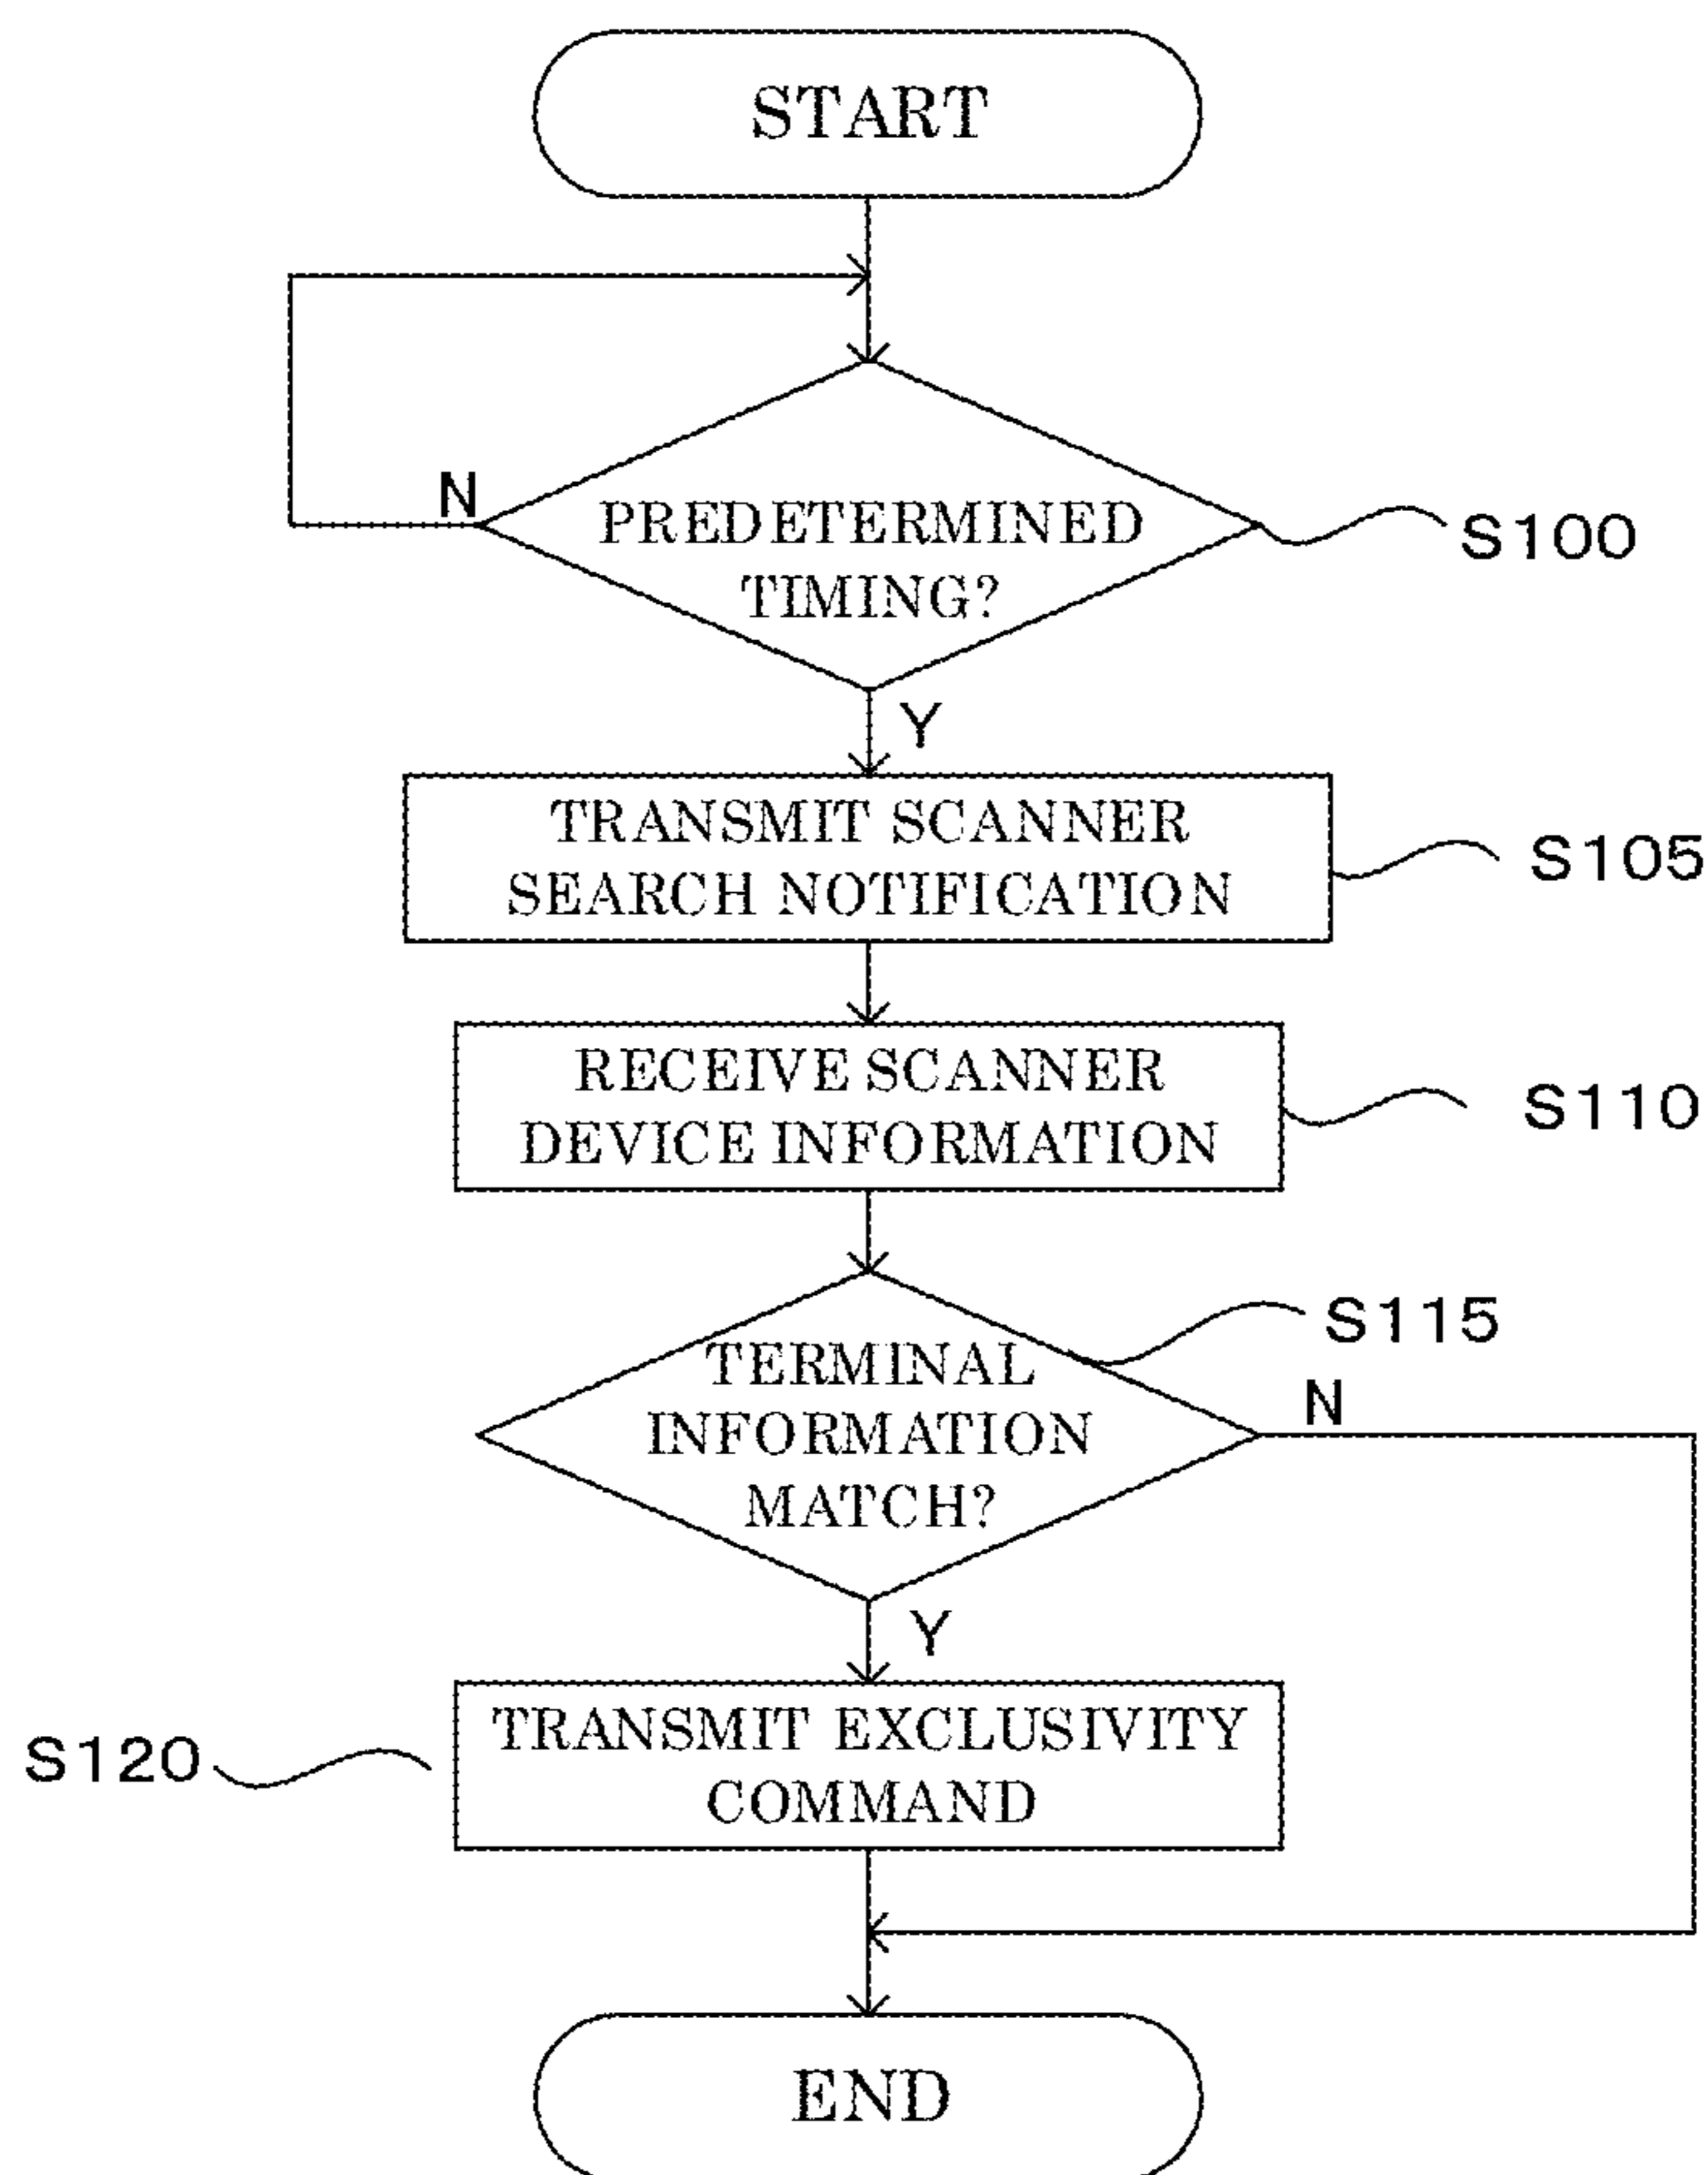 START
N
PREDETERMINED
TIMING?
S100
Y
TRANSMIT SCANNER
SEARCH NOTIFICATION
S105
RECEIVE SCANNER
DEVICE INFORMATION
S110
TERMINAL
INFORMATION
MATCH?
S115
N
Y
TRANSMIT EXCLUSIVITY
COMMAND
S120
END